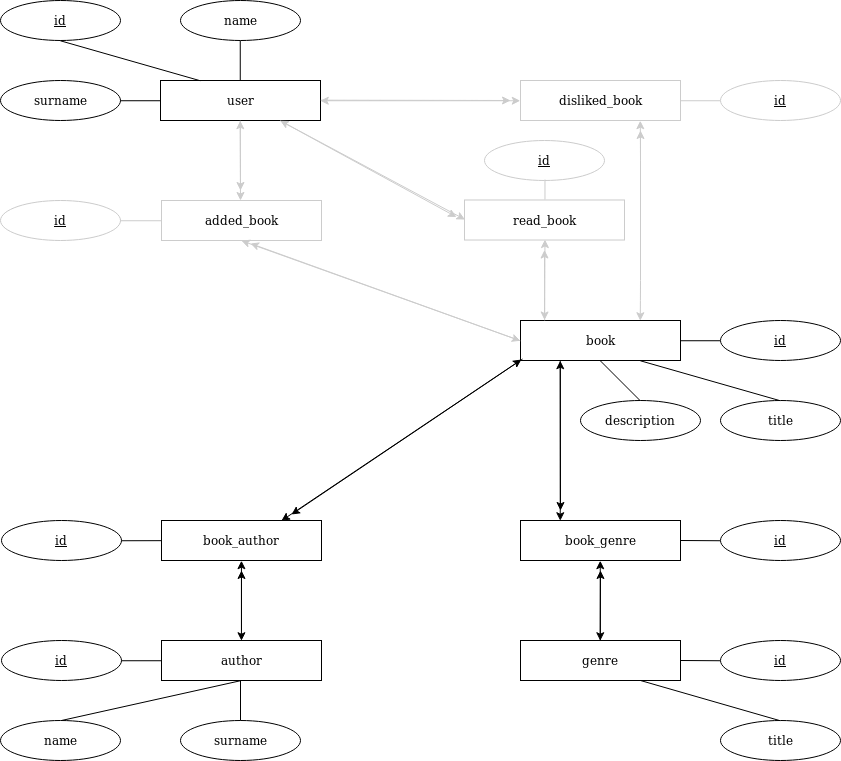 id
name
surname
user
disliked_book
id
id
id
added_book
read_book
book
id
description
title
id
book_author
book_genre
id
id
author
genre
id
name
surname
title